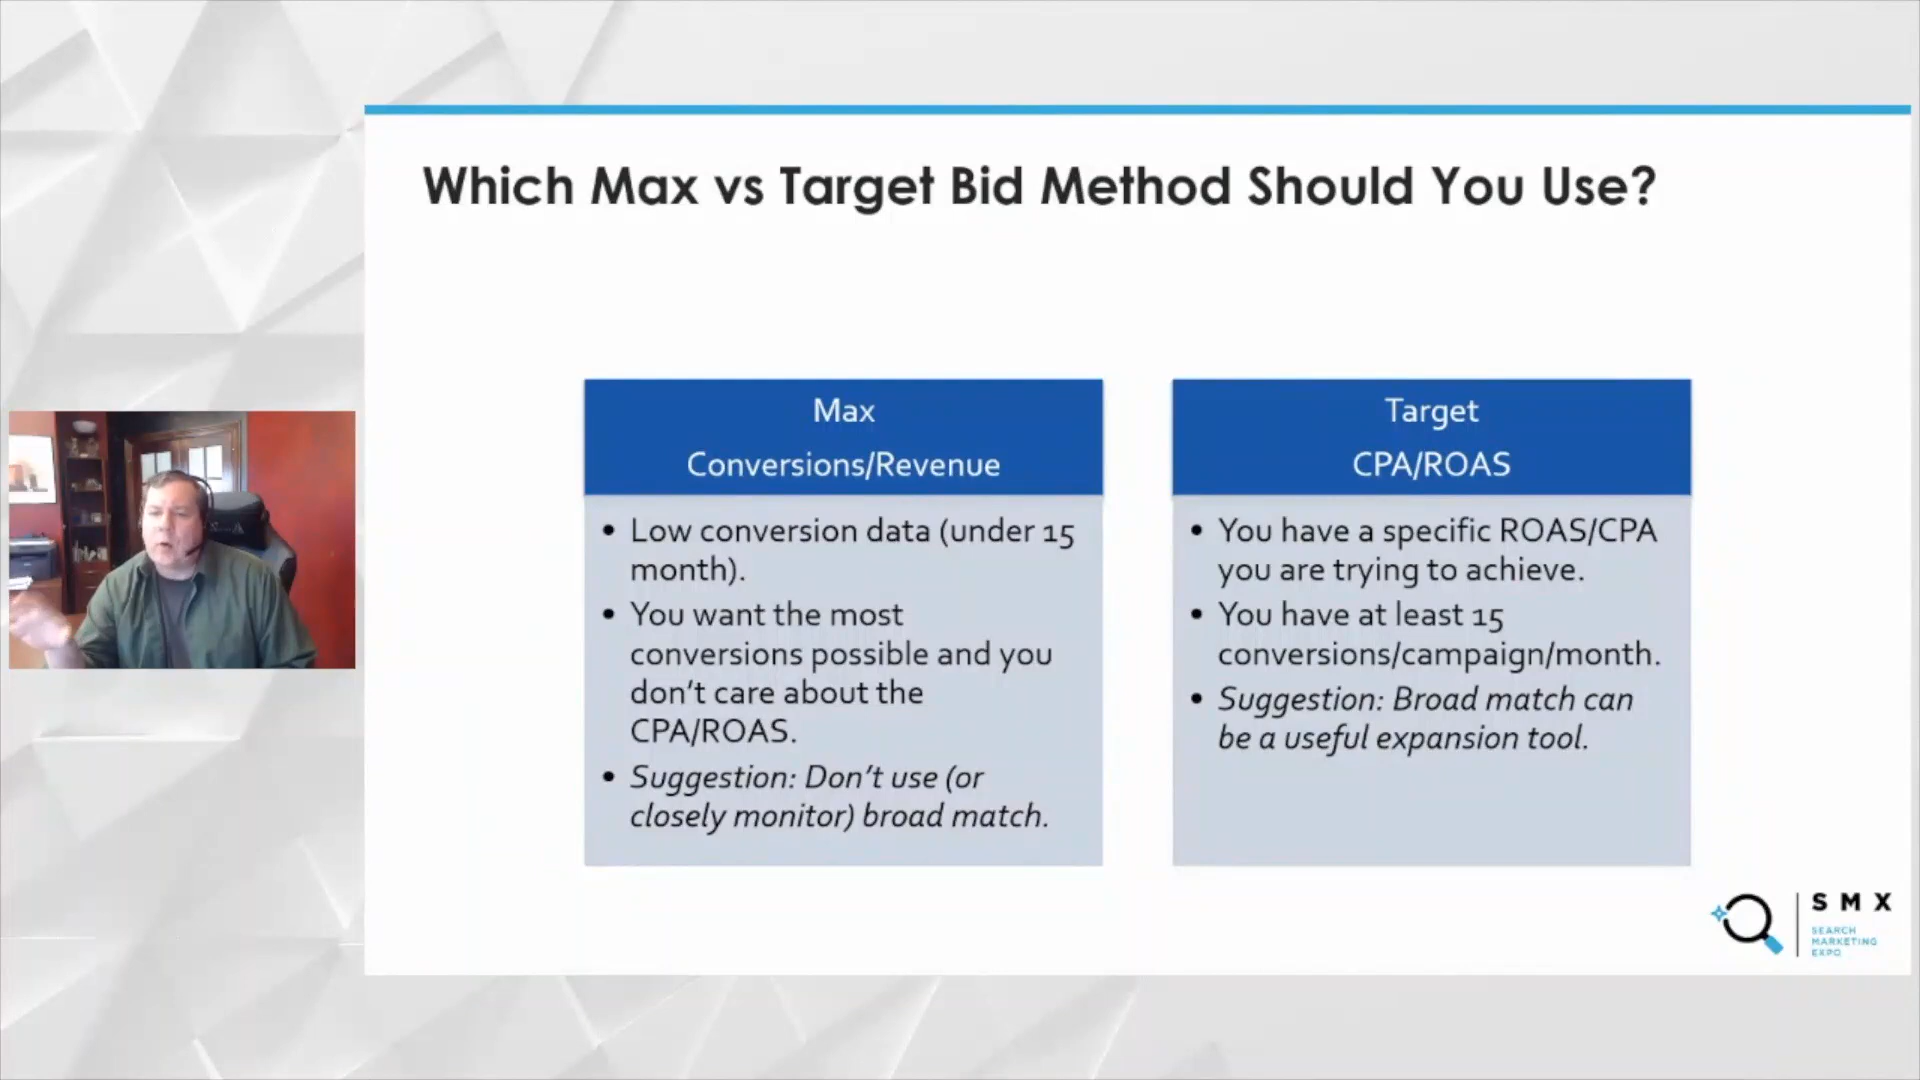 Which Max vs Target Bid Method Should You Use?
Max
Conversions/Revenue
• Low conversion data (under 15
month).
• You want the most
conversions possible and you
don't care about the
CPA/ROAS.
• Suggestion: Don't use (or
closely monitor) broad match.
Target
CPA/ROAS
• You have a specific ROAS/CPA
you are trying to achieve.
• You have at least 15
conversions/campaign/month.
• Suggestion: Broad match can
be a useful expansion tool.
SMX
SEARCH
MARKETING
EXPO